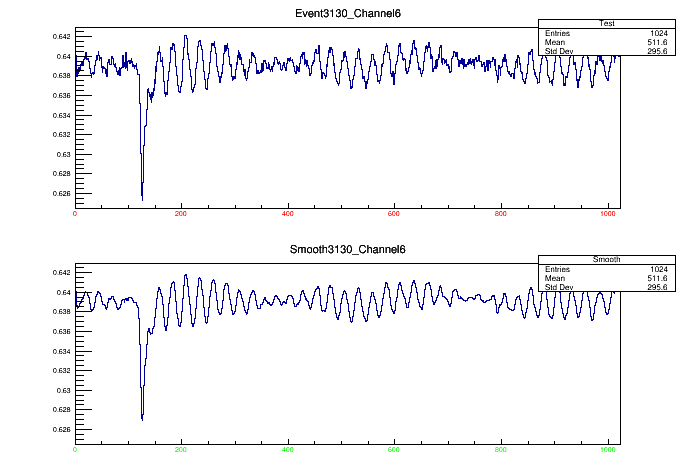 Event3130_Channel6
Test
Entries 1024
Mean 511.6
Std Dev 295.6
0.642
0.64
0.638
0.636
0.634
0.632
0.63
0.628
0.626
0 200 400 600 800 1000
Smooth3130_Channel6
Smooth
Entries 1024
Mean 511.6
Std Dev 295.6
0.642
0.64
0.638
0.636
0.634
0.632
0.63
0.628
0.626
0 200 400 600 800 1000